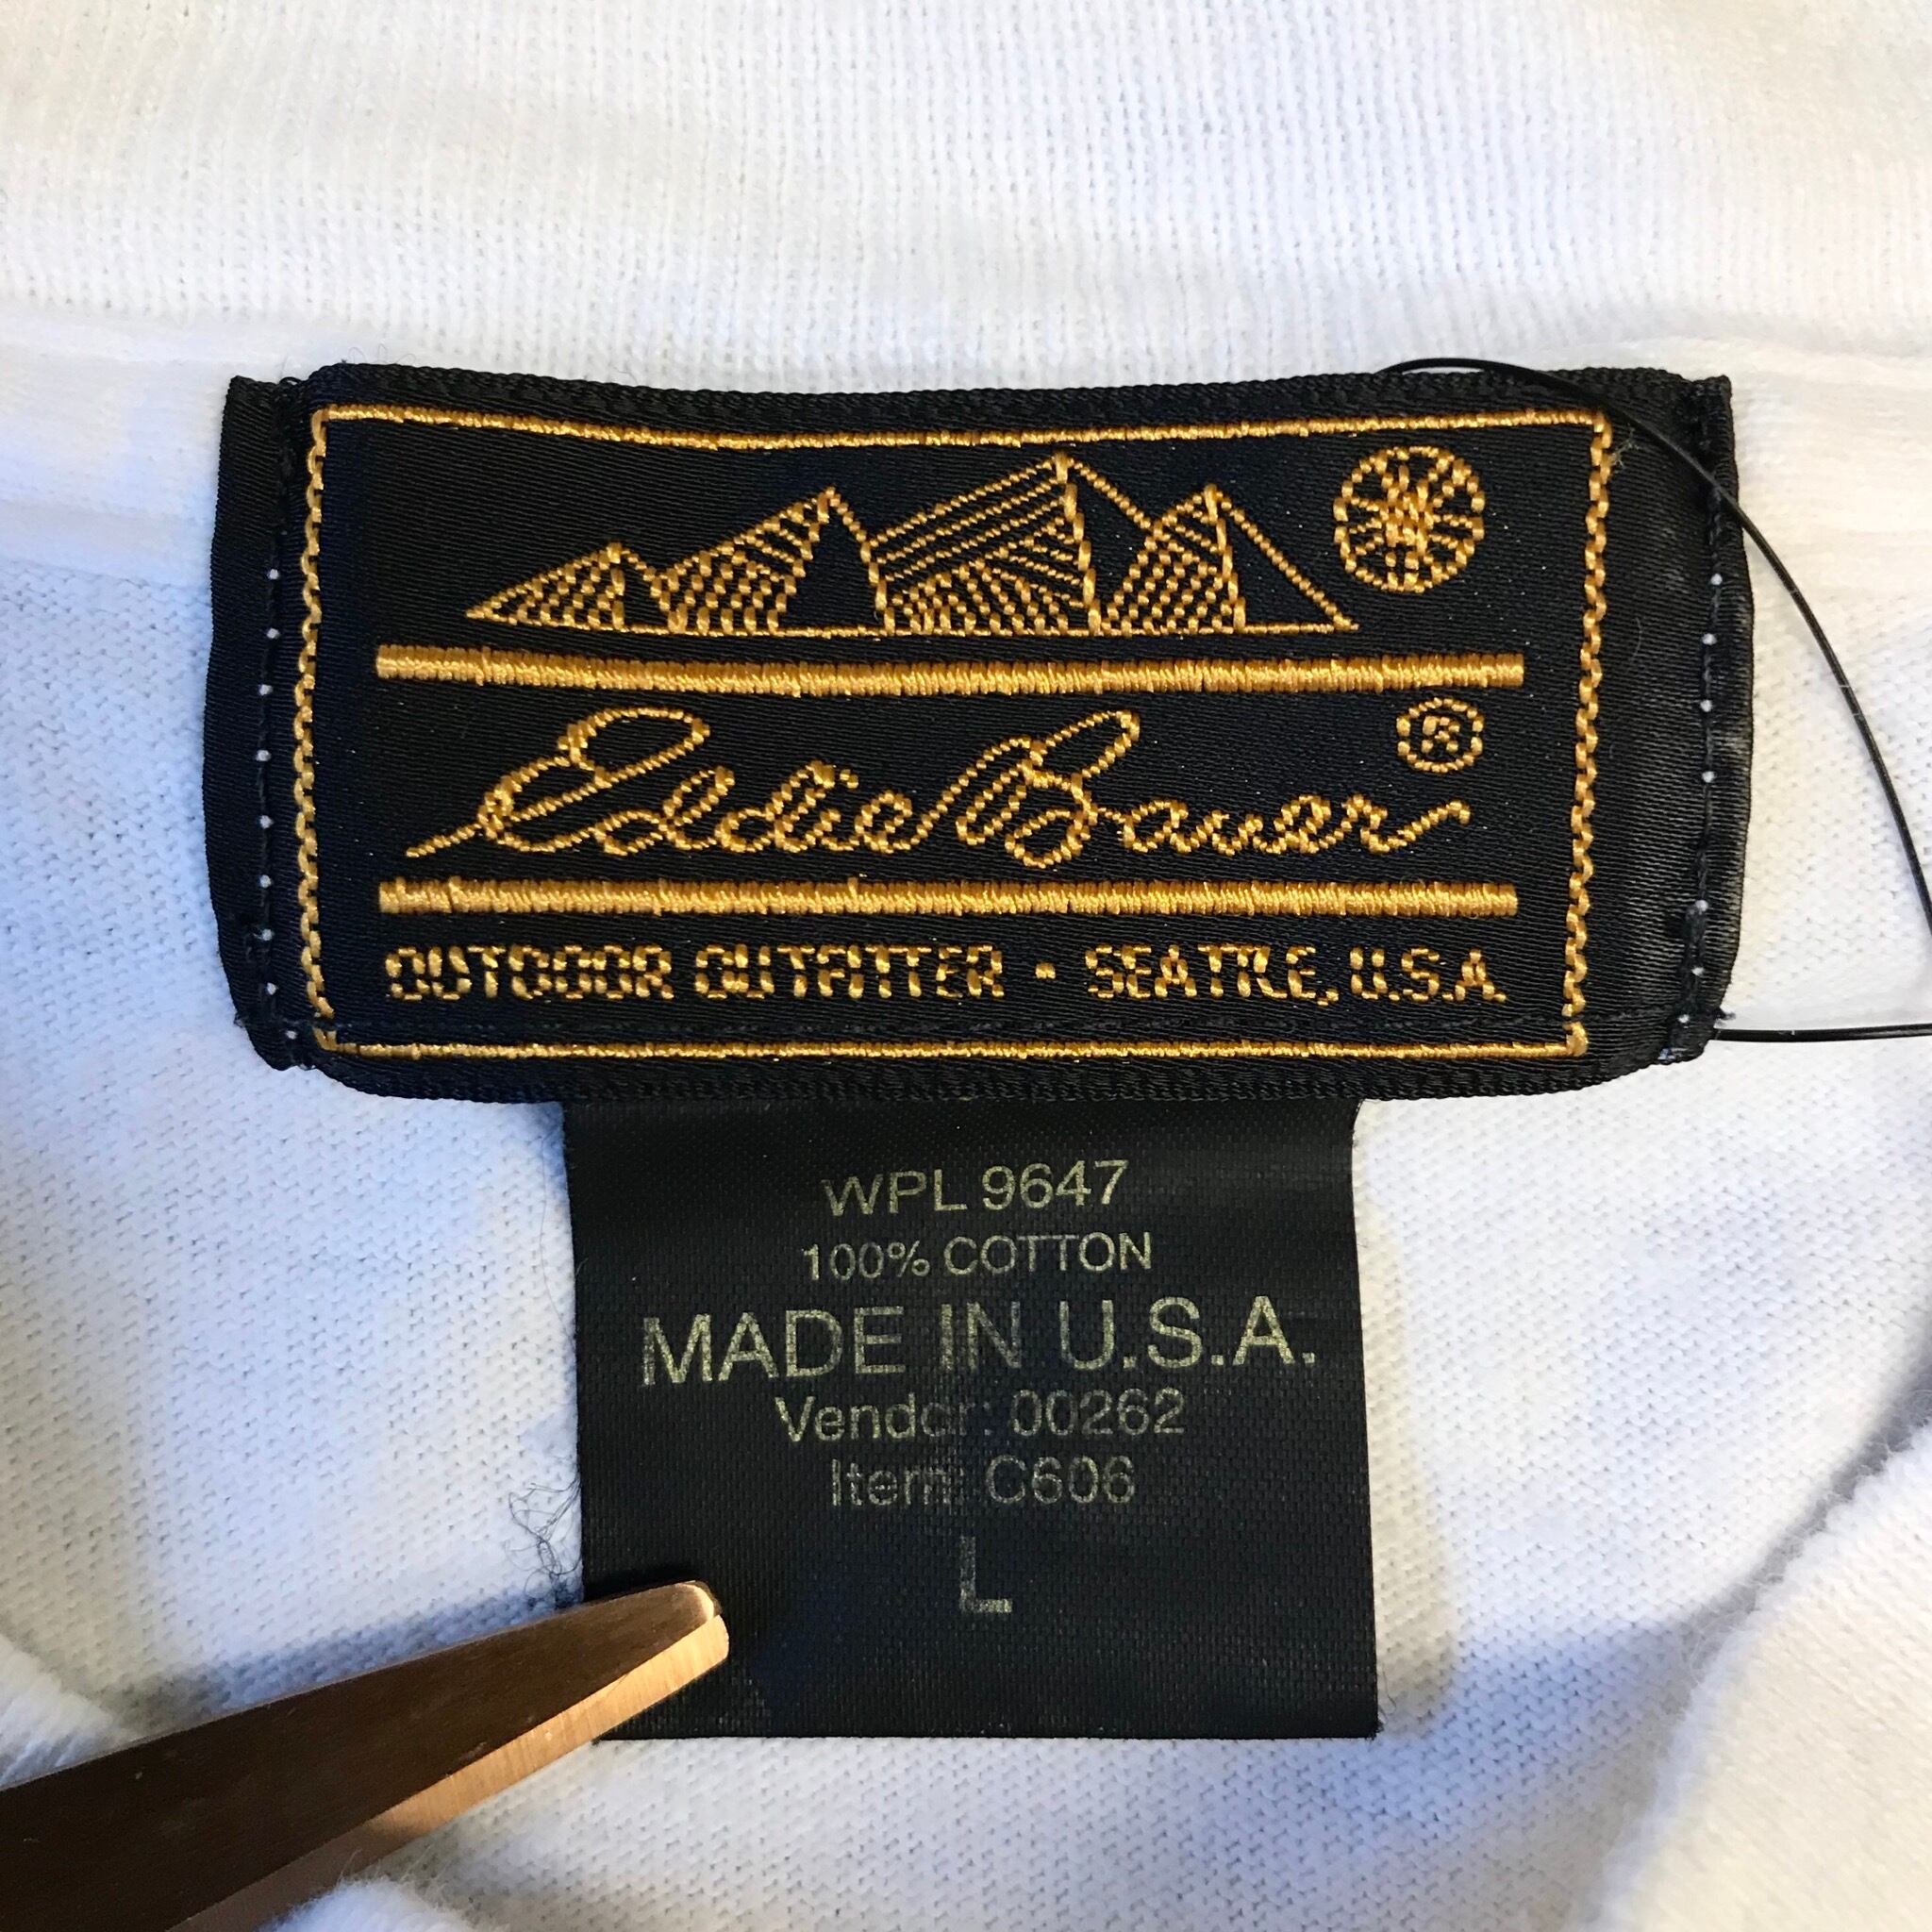 Eddie Bauer ®
OUTDOOR OUTFITTER • SEATTLE, U.S.A.
WPL 9647
100% COTTON
MADE IN U.S.A.
Vendor: 00262
Item: C606
L